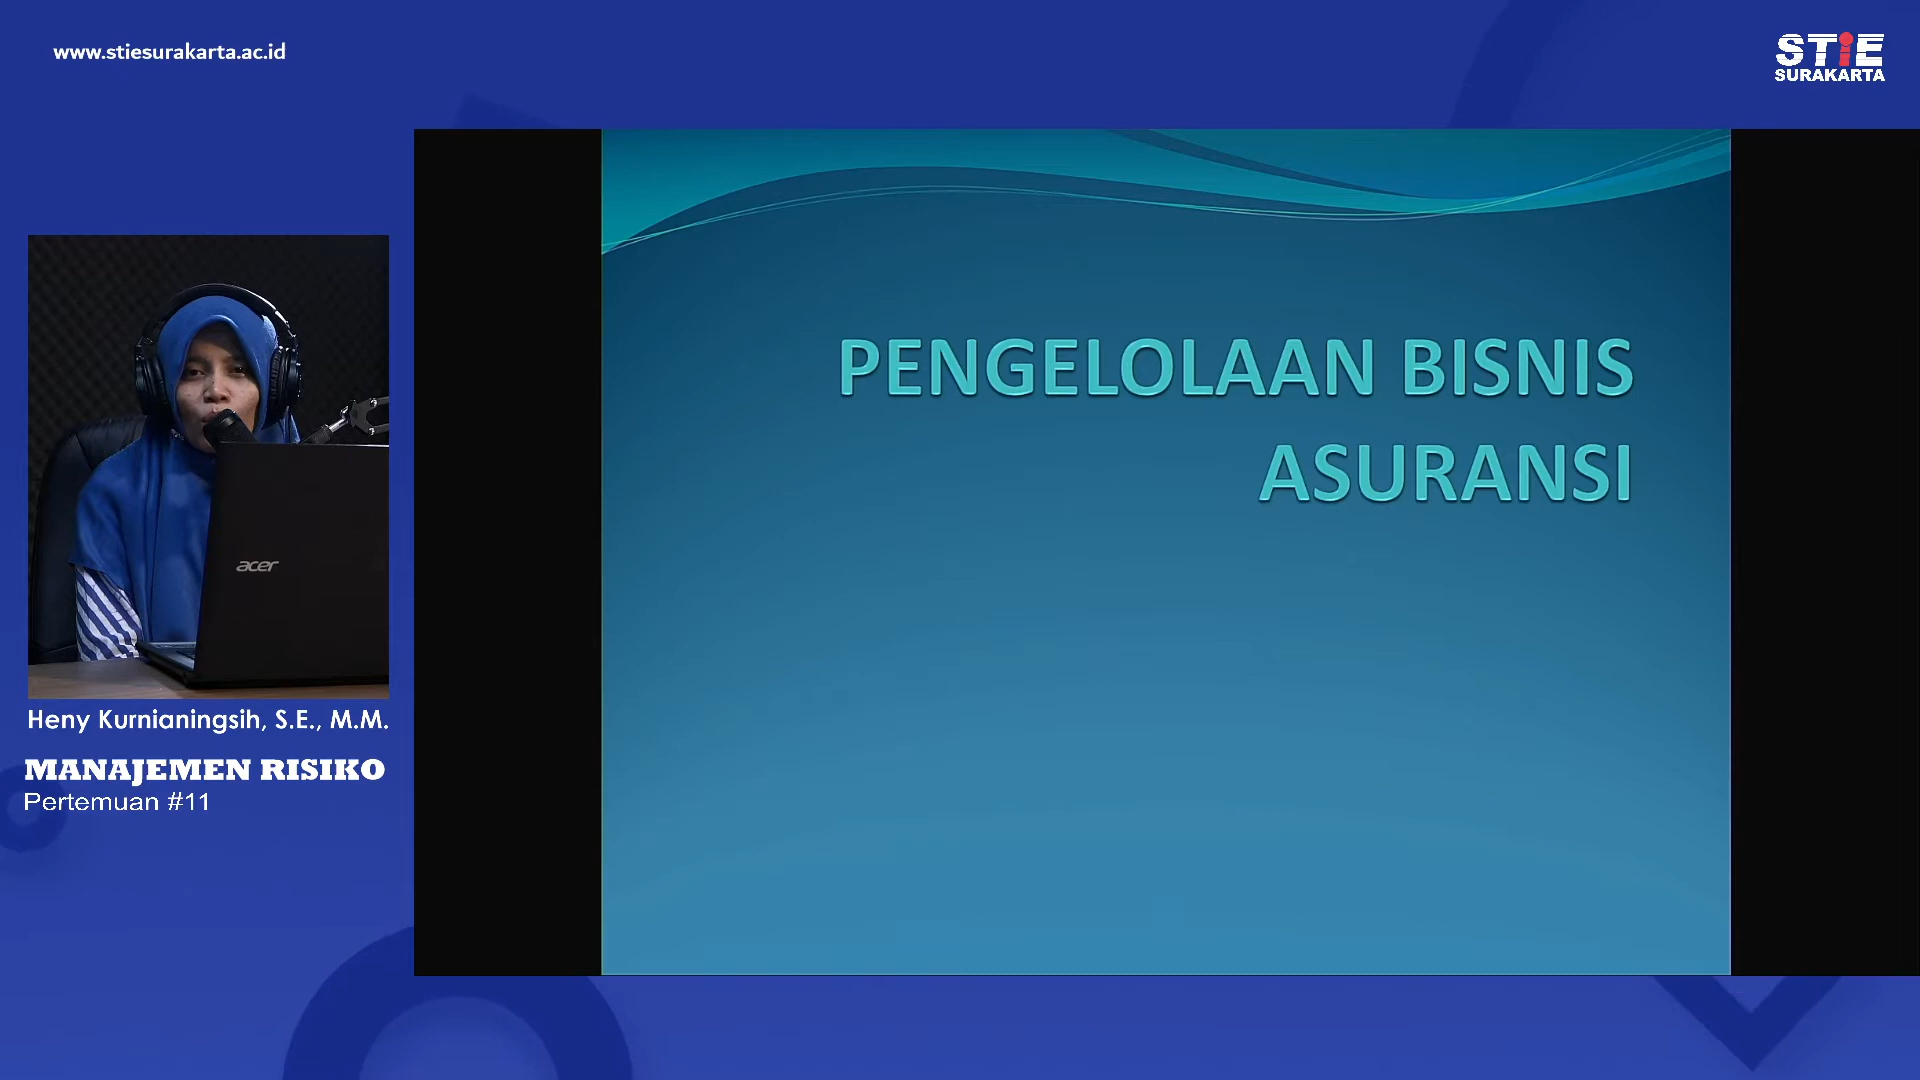 www.stiesurakarta.ac.id
STiE
SURAKARTA
PENGELOLAAN BISNIS
ASURANSI
acer
Heny Kurnianingsih, S.E., M.M.
MANAJEMEN RISIKO
Pertemuan #11